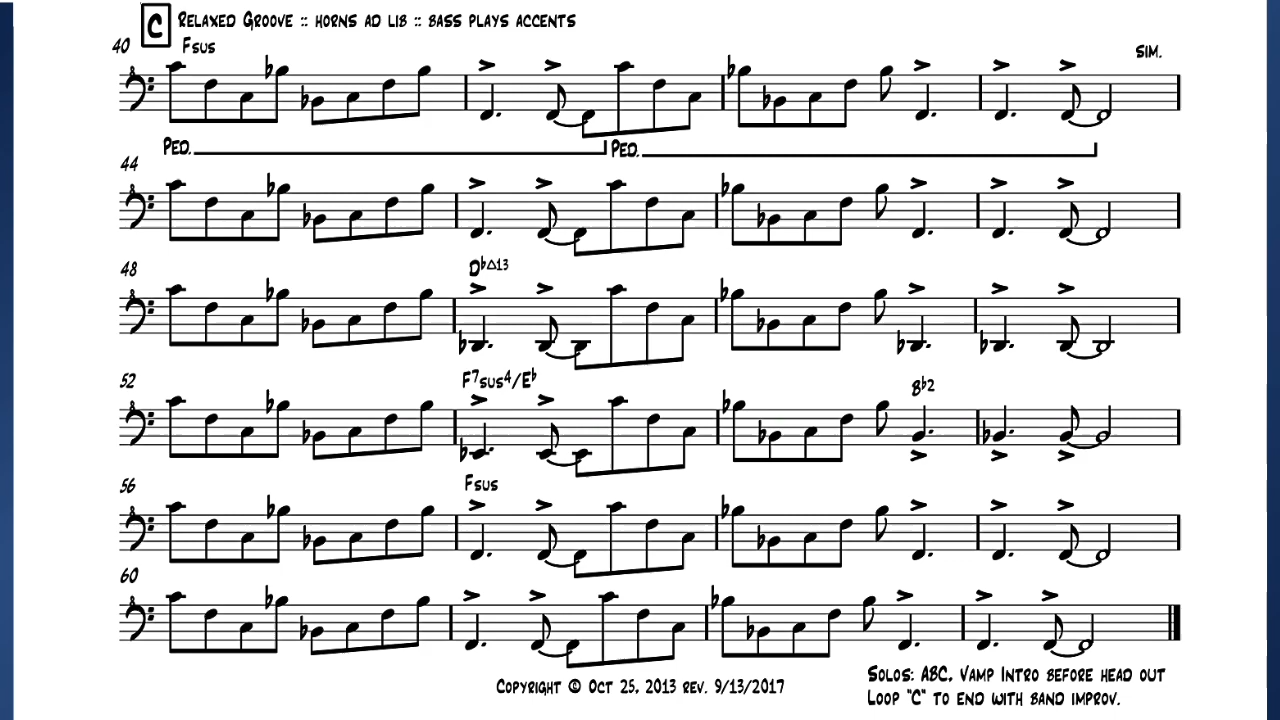 C Relaxed Groove :: horns ad lib :: bass plays accents
40 Fsus sim.
Ped. Ped.
44
48 D♭△13
52 F7sus4/E♭ B♭2
56 Fsus
60
Solos: ABC, Vamp Intro before head out
Copyright © Oct 25, 2013 rev. 9/13/2017
Loop "C" to end with band improv.